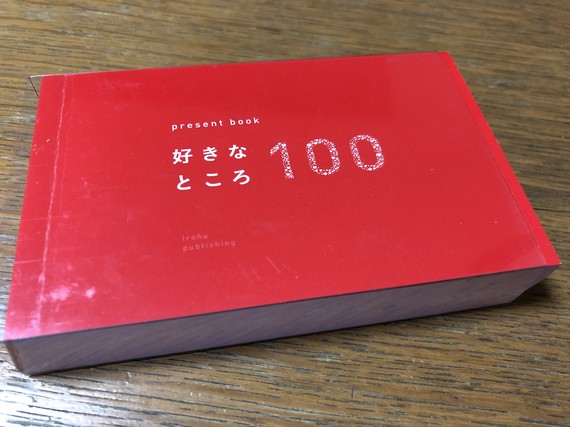 present book
好きな
ところ
100
iroha
publishing